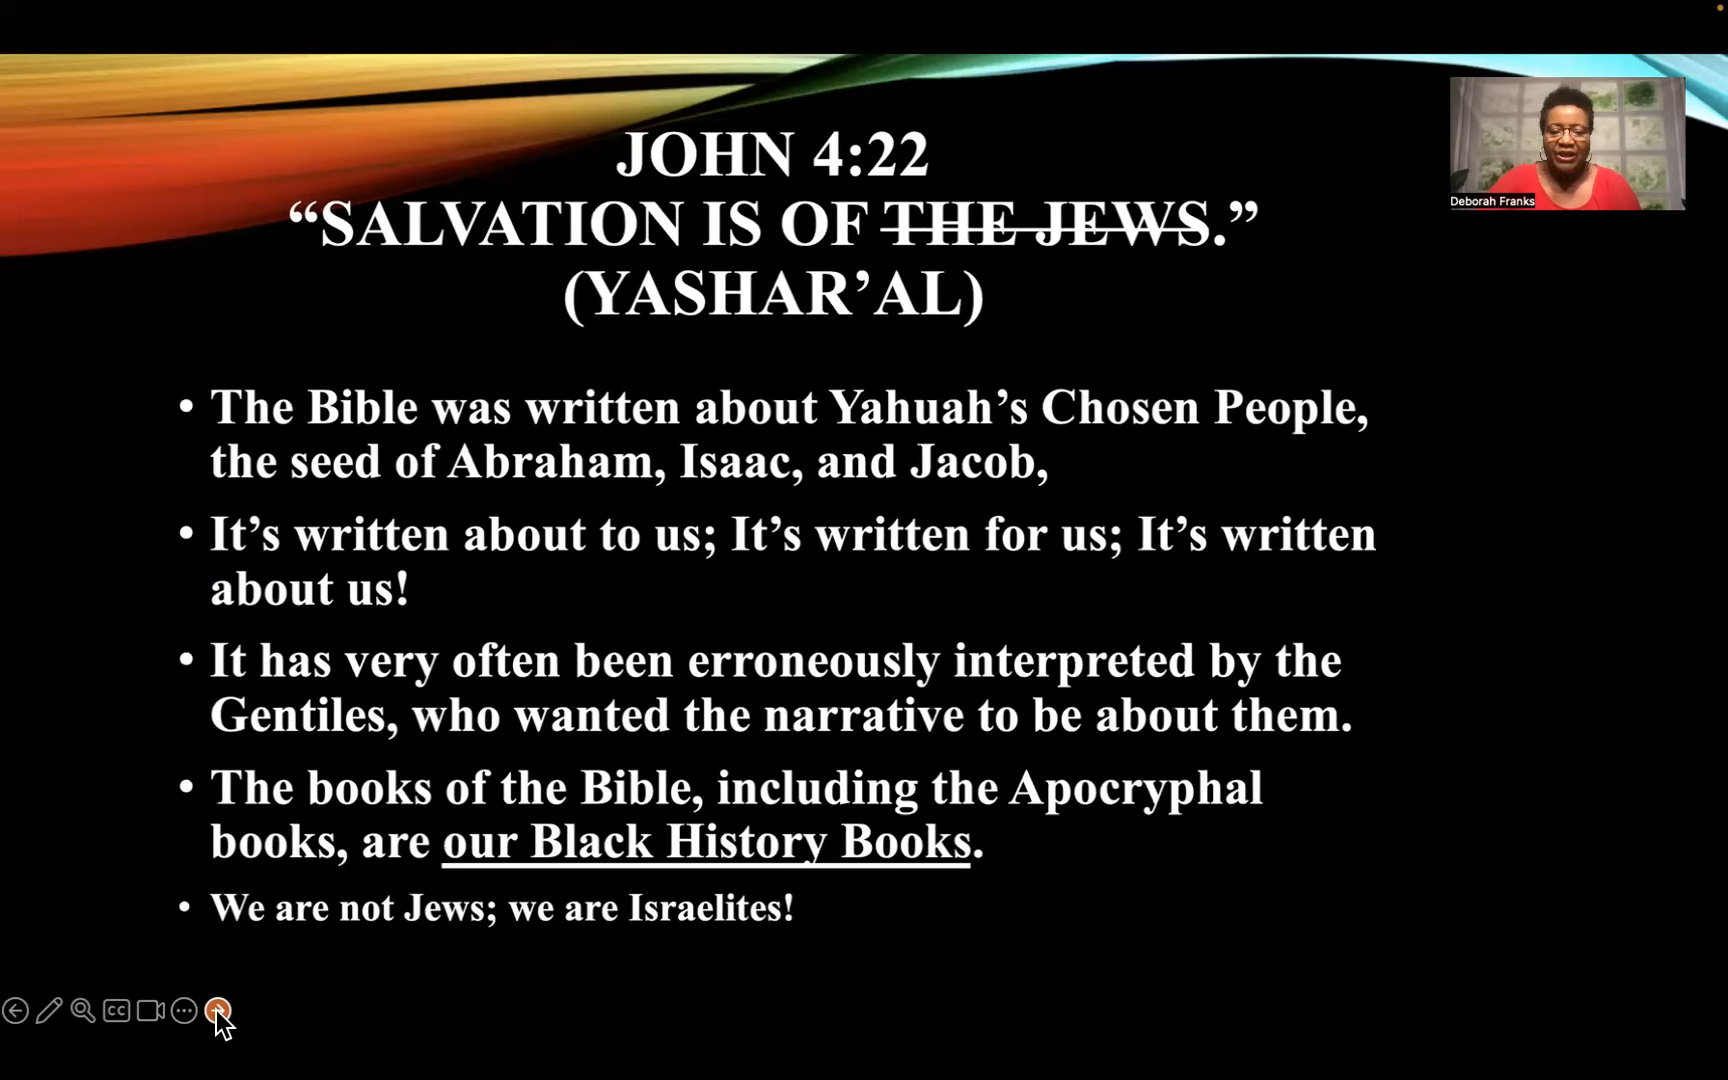 JOHN 4:22
“SALVATION IS OF THE JEWS.”
(YASHAR’AL)
Deborah Franks
• The Bible was written about Yahuah’s Chosen People,
the seed of Abraham, Isaac, and Jacob,
• It’s written about to us; It’s written for us; It’s written
about us!
• It has very often been erroneously interpreted by the
Gentiles, who wanted the narrative to be about them.
• The books of the Bible, including the Apocryphal
books, are our Black History Books.
• We are not Jews; we are Israelites!
CC